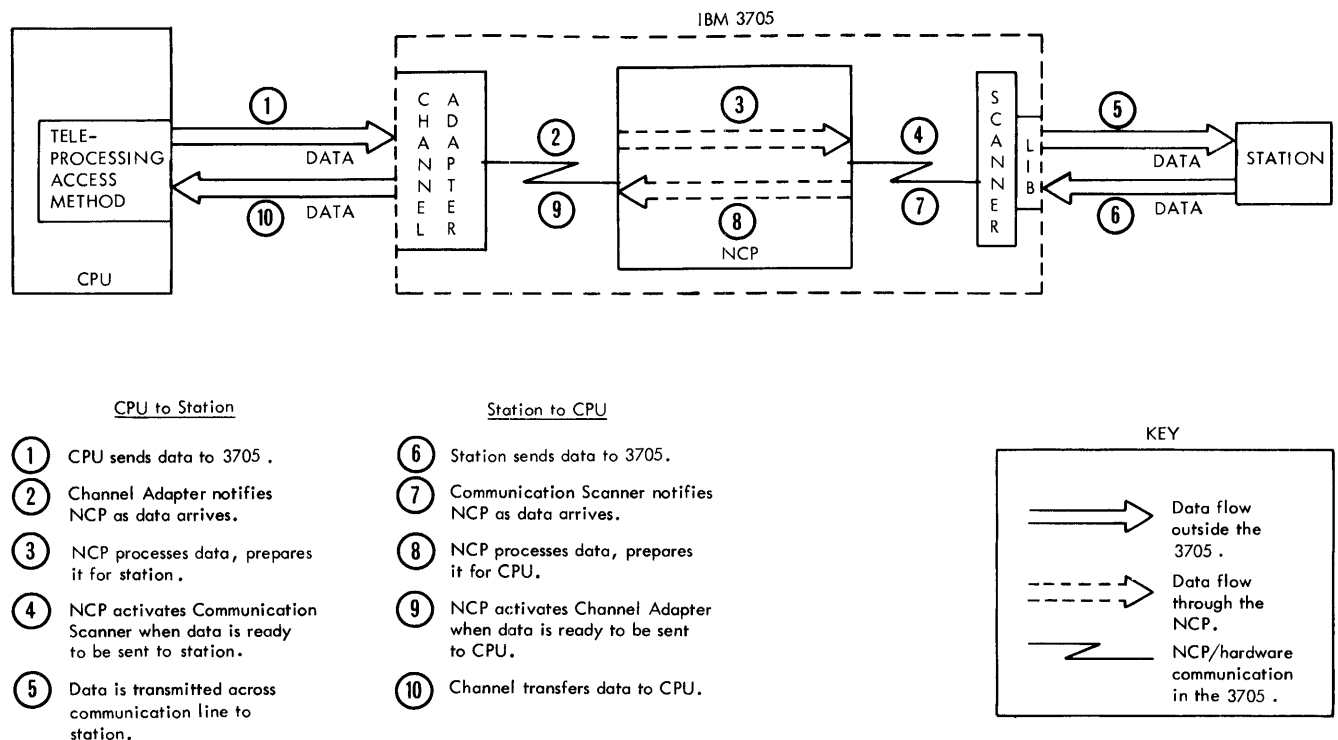 IBM 3705
CPU
TELE-
PROCESSING
ACCESS
METHOD
1
DATA
10
DATA
CHANNEL
ADAPTER
2
9
3
8
NCP
4
7
SCANNER
LIB
5
DATA
6
DATA
STATION
CPU to Station
1 CPU sends data to 3705 .
2 Channel Adapter notifies
NCP as data arrives.
3 NCP processes data, prepares
it for station .
4 NCP activates Communication
Scanner when data is ready
to be sent to station.
5 Data is transmitted across
communication line to
station.
Station to CPU
6 Station sends data to 3705.
7 Communication Scanner notifies
NCP as data arrives.
8 NCP processes data, prepares
it for CPU.
9 NCP activates Channel Adapter
when data is ready to be sent
to CPU.
10 Channel transfers data to CPU.
KEY
Data flow
outside the
3705 .
Data flow
through the
NCP.
NCP/hardware
communication
in the 3705 .